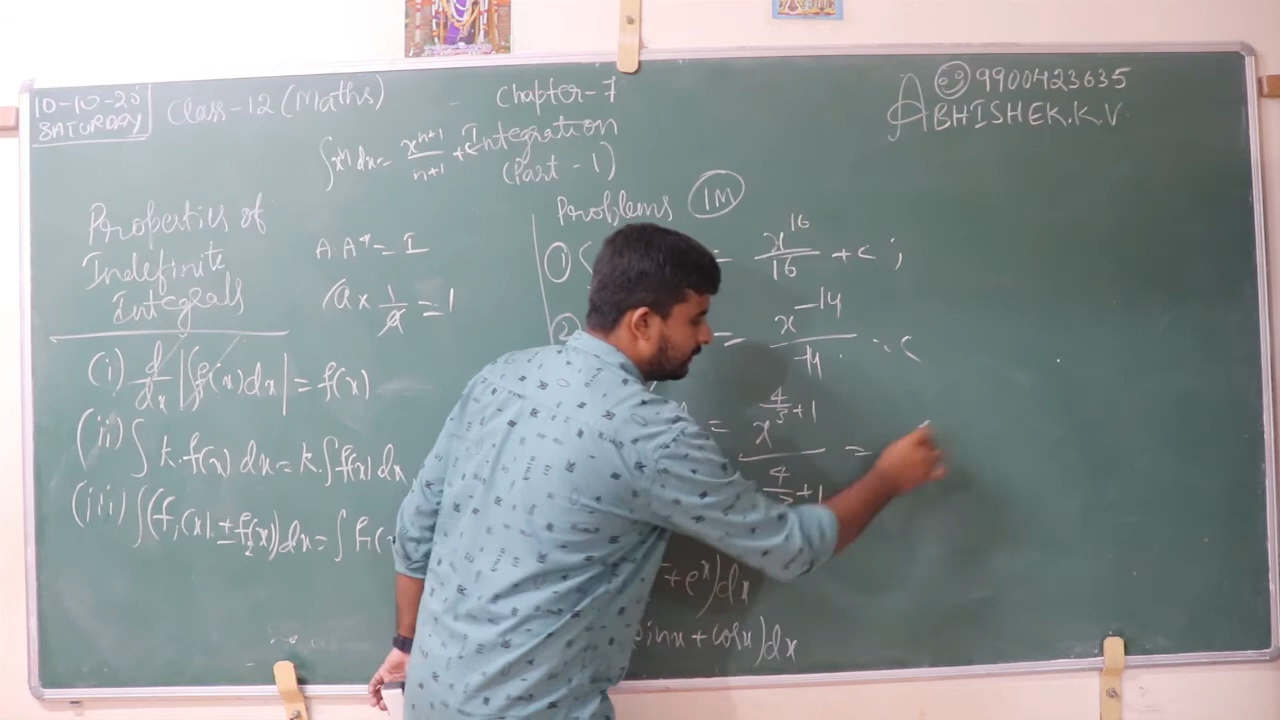 10-10-20
SATURDAY
Class-12 (Maths) - Chapter-7
Integration
(Part-1)
∫xⁿ dx = xⁿ⁺¹/n+1 + C
☺ 9900423635
ABHISHEK.K.V
Properties of
Indefinite
Integrals
A.A⁻¹ = I
a × 1/a = 1
(i) d/dx |∫f(x)dx| = f(x)
(ii) ∫k.f(x) dx = k.∫f(x) dx
(iii) ∫(f₁(x) ± f₂(x))dx = ∫f₁(
Problems 1M
① = x¹⁶/16 + c ;
② = x⁻¹⁴/-14 + c
= x^(4/3+1) / (4/3+1) =
+ eˣ)dx
sinx + cosx)dx